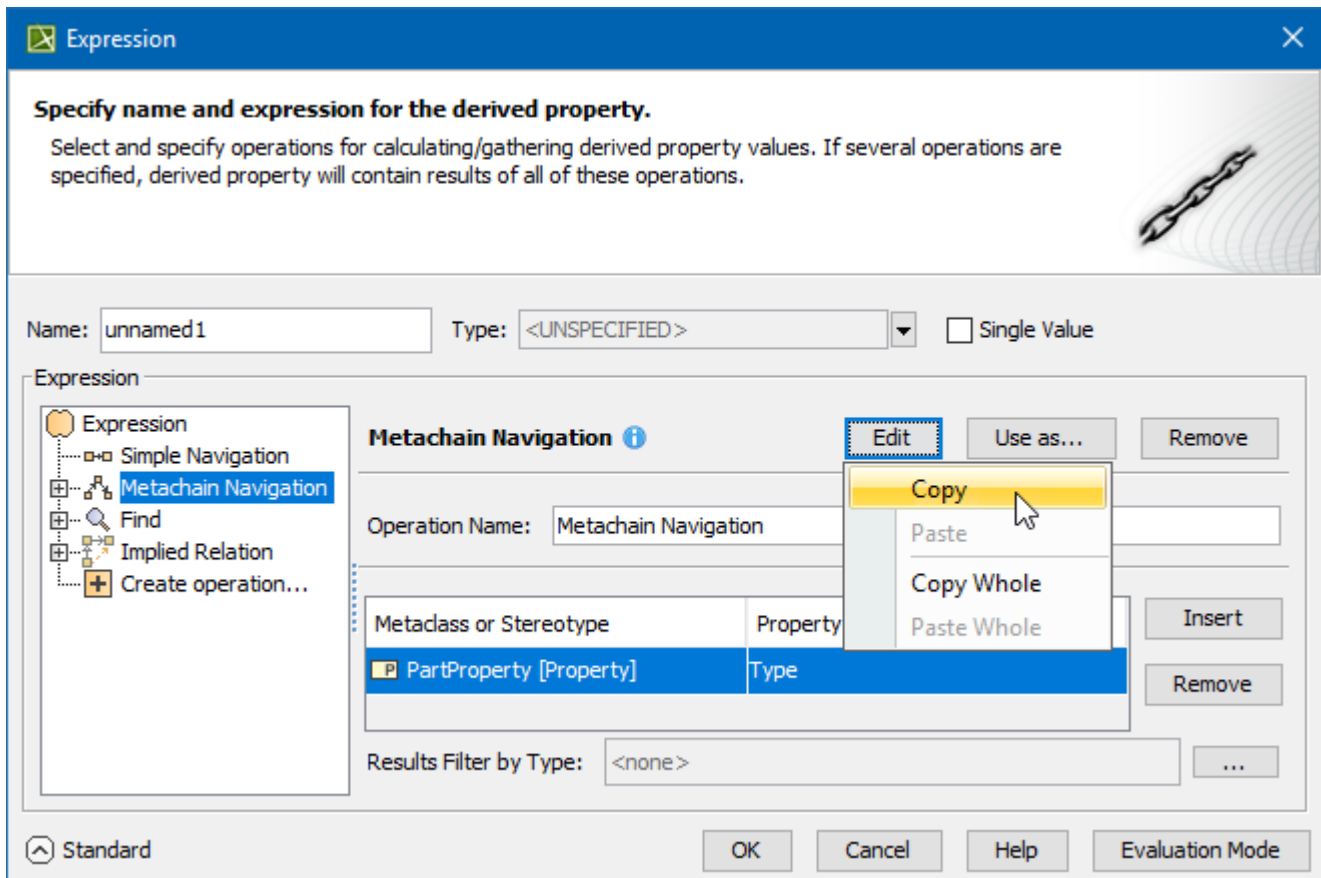 Expression
Specify name and expression for the derived property.
Select and specify operations for calculating/gathering derived property values. If several operations are
specified, derived property will contain results of all of these operations.
Name: unnamed1 Type: <UNSPECIFIED> Single Value
Expression
Expression
Simple Navigation
Metachain Navigation
Find
Implied Relation
Create operation...
Metachain Navigation Edit Use as... Remove
Copy
Paste
Copy Whole
Paste Whole
Operation Name: Metachain Navigation
Metaclass or Stereotype Property
P PartProperty [Property] Type
Insert
Remove
Results Filter by Type: <none> ...
Standard OK Cancel Help Evaluation Mode